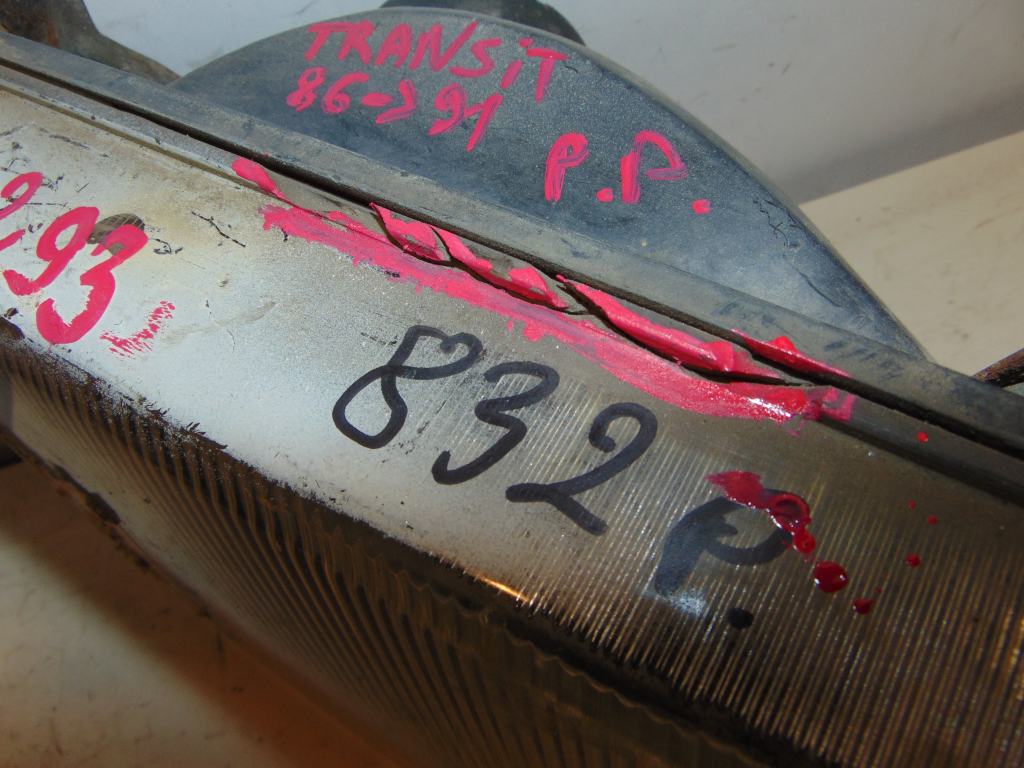 TRANSiT
86->91
P.P.
93
832 P.